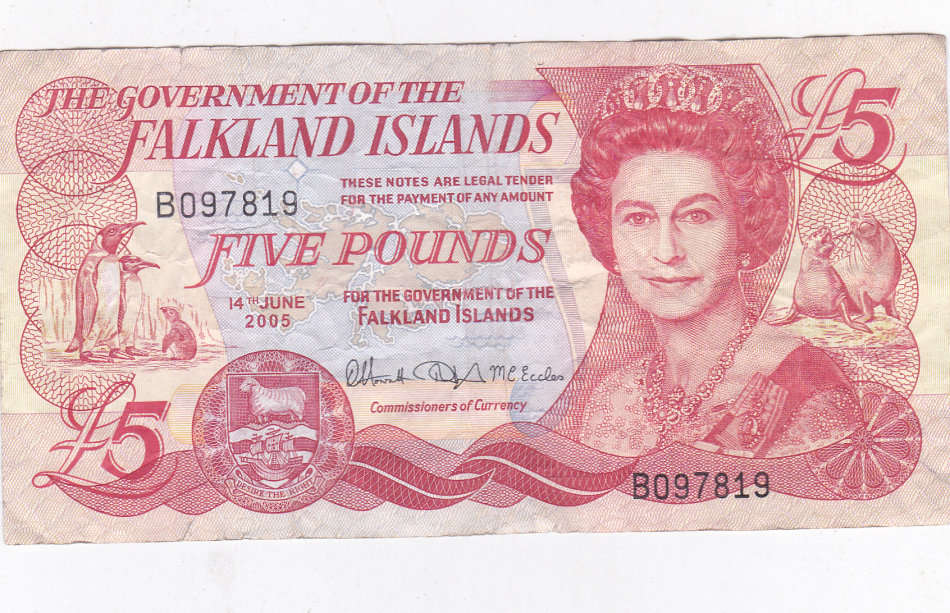 THE GOVERNMENT OF THE
FALKLAND ISLANDS
£5
THESE NOTES ARE LEGAL TENDER
FOR THE PAYMENT OF ANY AMOUNT
B097819
FIVE POUNDS
14TH JUNE
2005
FOR THE GOVERNMENT OF THE
FALKLAND ISLANDS
M C Eccles
Commissioners of Currency
£5
DESIRE THE RIGHT
B097819